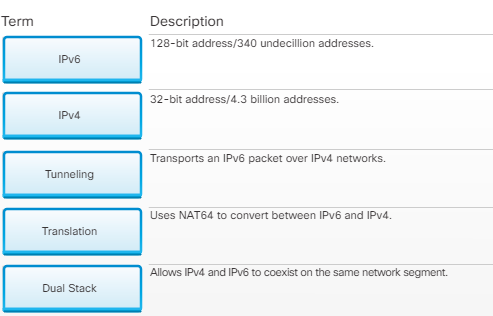 Term Description
IPv6 128-bit address/340 undecillion addresses.
IPv4 32-bit address/4.3 billion addresses.
Tunneling Transports an IPv6 packet over IPv4 networks.
Translation Uses NAT64 to convert between IPv6 and IPv4.
Dual Stack Allows IPv4 and IPv6 to coexist on the same network segment.